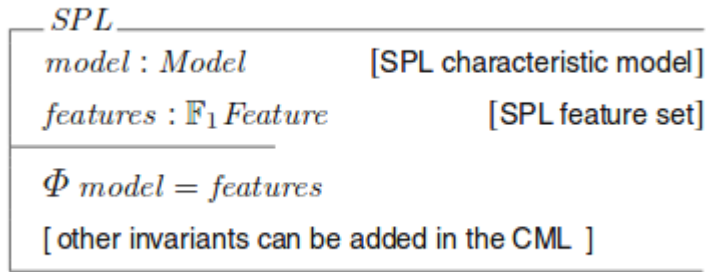 SPL
model : Model [SPL characteristic model]
features : 𝔽₁ Feature [SPL feature set]
Φ model = features
[ other invariants can be added in the CML ]